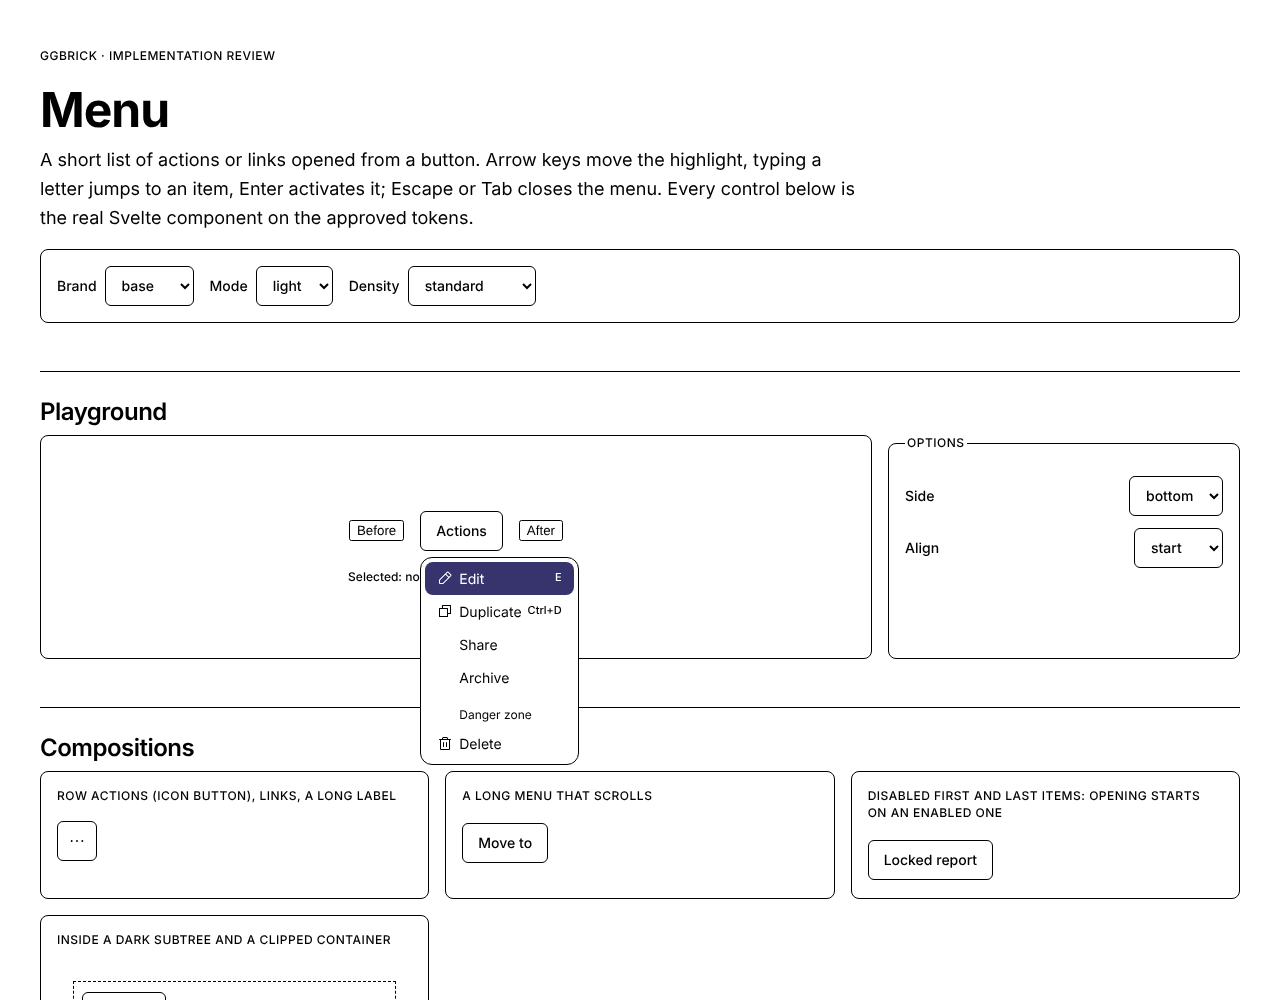 GGBRICK · IMPLEMENTATION REVIEW
Menu
A short list of actions or links opened from a button. Arrow keys move the highlight, typing a
letter jumps to an item, Enter activates it; Escape or Tab closes the menu. Every control below is
the real Svelte component on the approved tokens.
Brand base Mode light Density standard
Playground
Before Actions After
Selected: no
Edit E
Duplicate Ctrl+D
Share
Archive
Danger zone
Delete
OPTIONS
Side bottom
Align start
Compositions
ROW ACTIONS (ICON BUTTON), LINKS, A LONG LABEL
...
A LONG MENU THAT SCROLLS
Move to
DISABLED FIRST AND LAST ITEMS: OPENING STARTS
ON AN ENABLED ONE
Locked report
INSIDE A DARK SUBTREE AND A CLIPPED CONTAINER